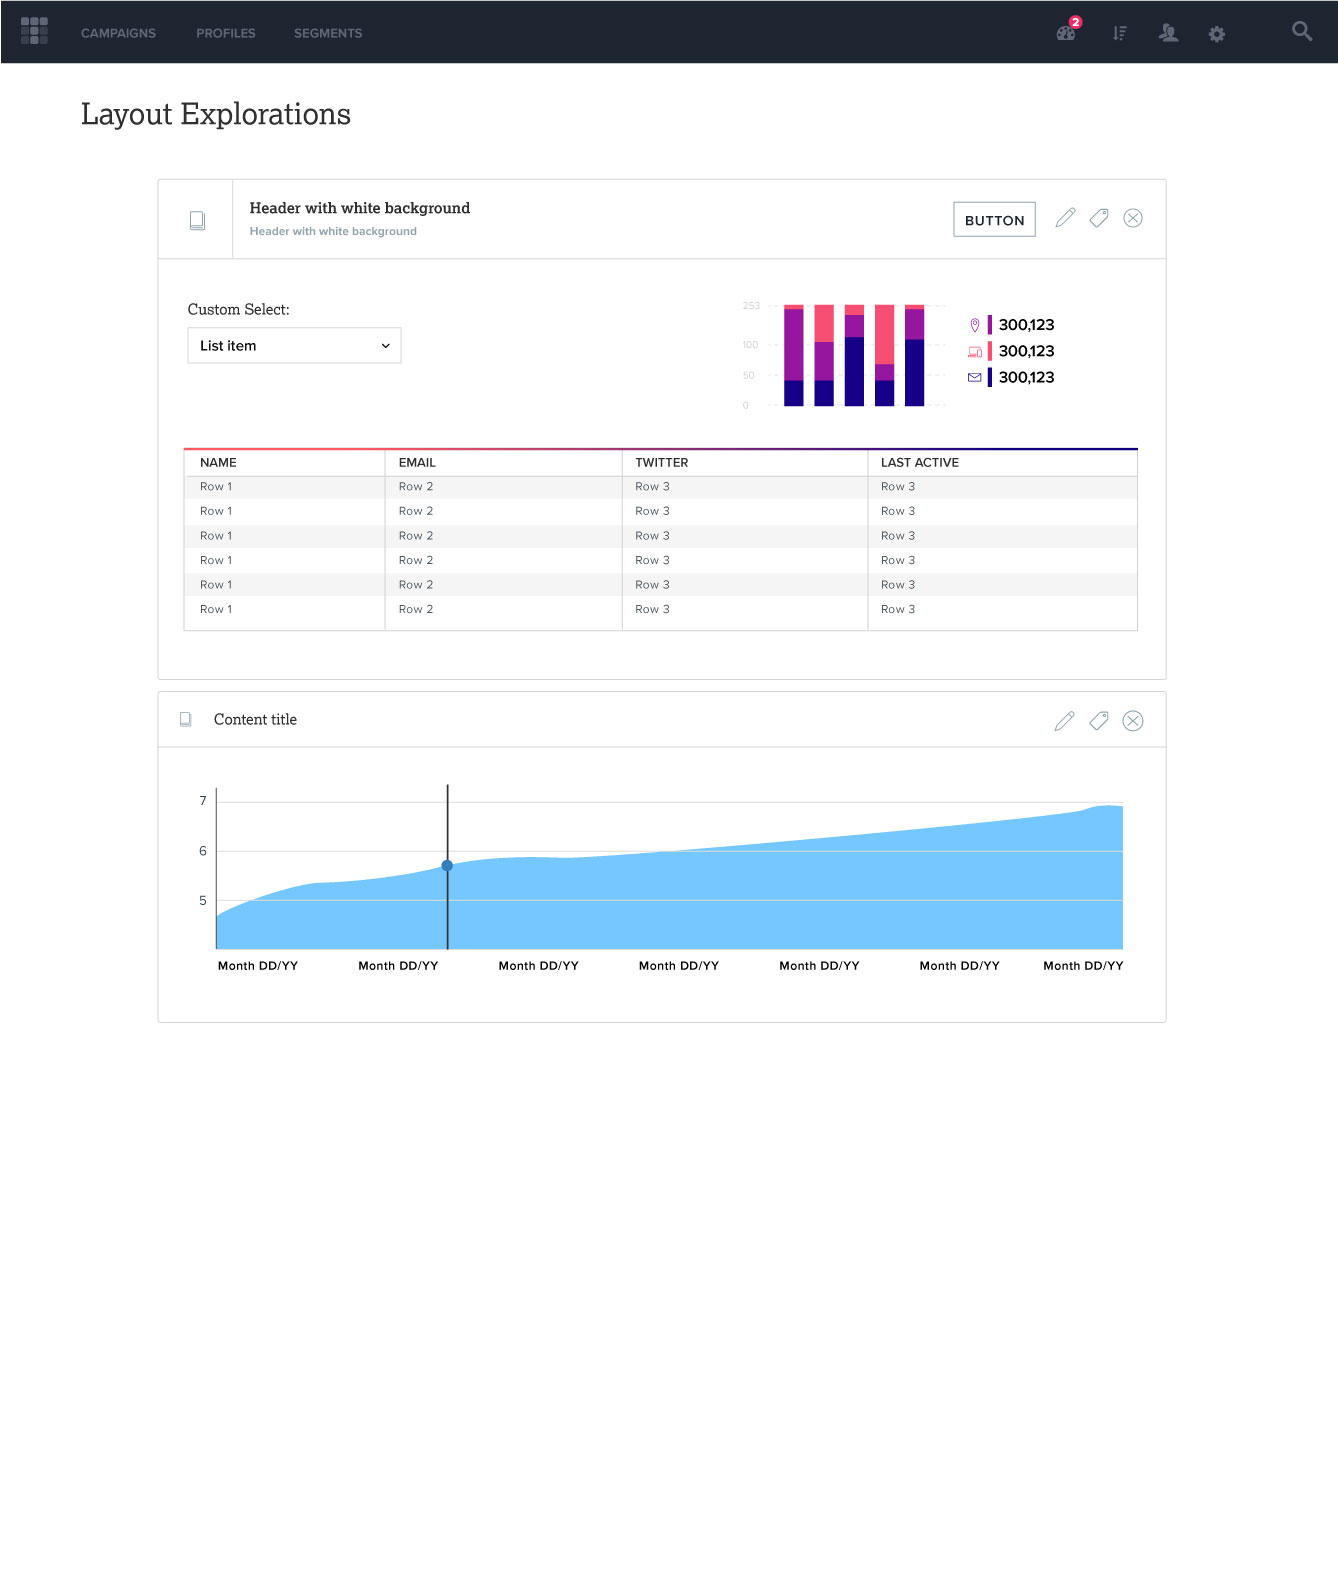 CAMPAIGNS PROFILES SEGMENTS 2
Layout Explorations
Header with white background
Header with white background
BUTTON
Custom Select:
List item
253
100
50
0
300,123
300,123
300,123
NAME EMAIL TWITTER LAST ACTIVE
Row 1 Row 2 Row 3 Row 3
Row 1 Row 2 Row 3 Row 3
Row 1 Row 2 Row 3 Row 3
Row 1 Row 2 Row 3 Row 3
Row 1 Row 2 Row 3 Row 3
Row 1 Row 2 Row 3 Row 3
Content title
7
6
5
Month DD/YY Month DD/YY Month DD/YY Month DD/YY Month DD/YY Month DD/YY Month DD/YY